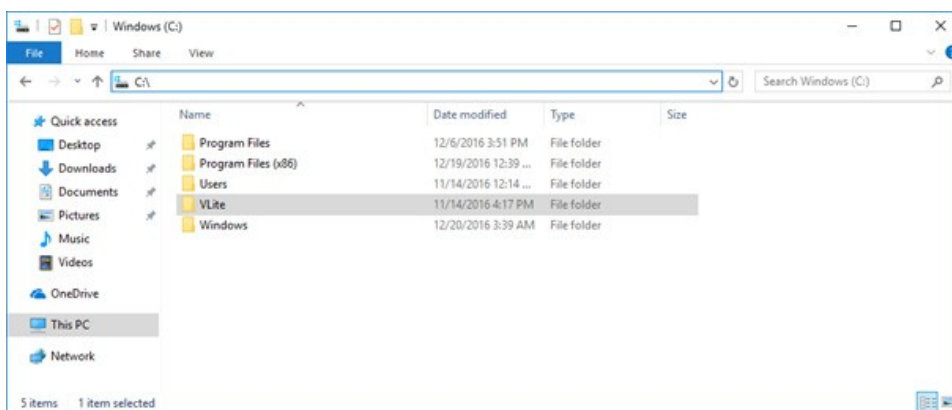 Windows (C:)
File Home Share View
C:\ Search Windows (C:)
Name Date modified Type Size
Quick access
Desktop
Downloads
Documents
Pictures
Music
Videos
OneDrive
This PC
Network
Program Files 12/6/2016 3:51 PM File folder
Program Files (x86) 12/19/2016 12:39 ... File folder
Users 11/14/2016 12:14 ... File folder
VLite 11/14/2016 4:17 PM File folder
Windows 12/20/2016 3:39 AM File folder
5 items 1 item selected